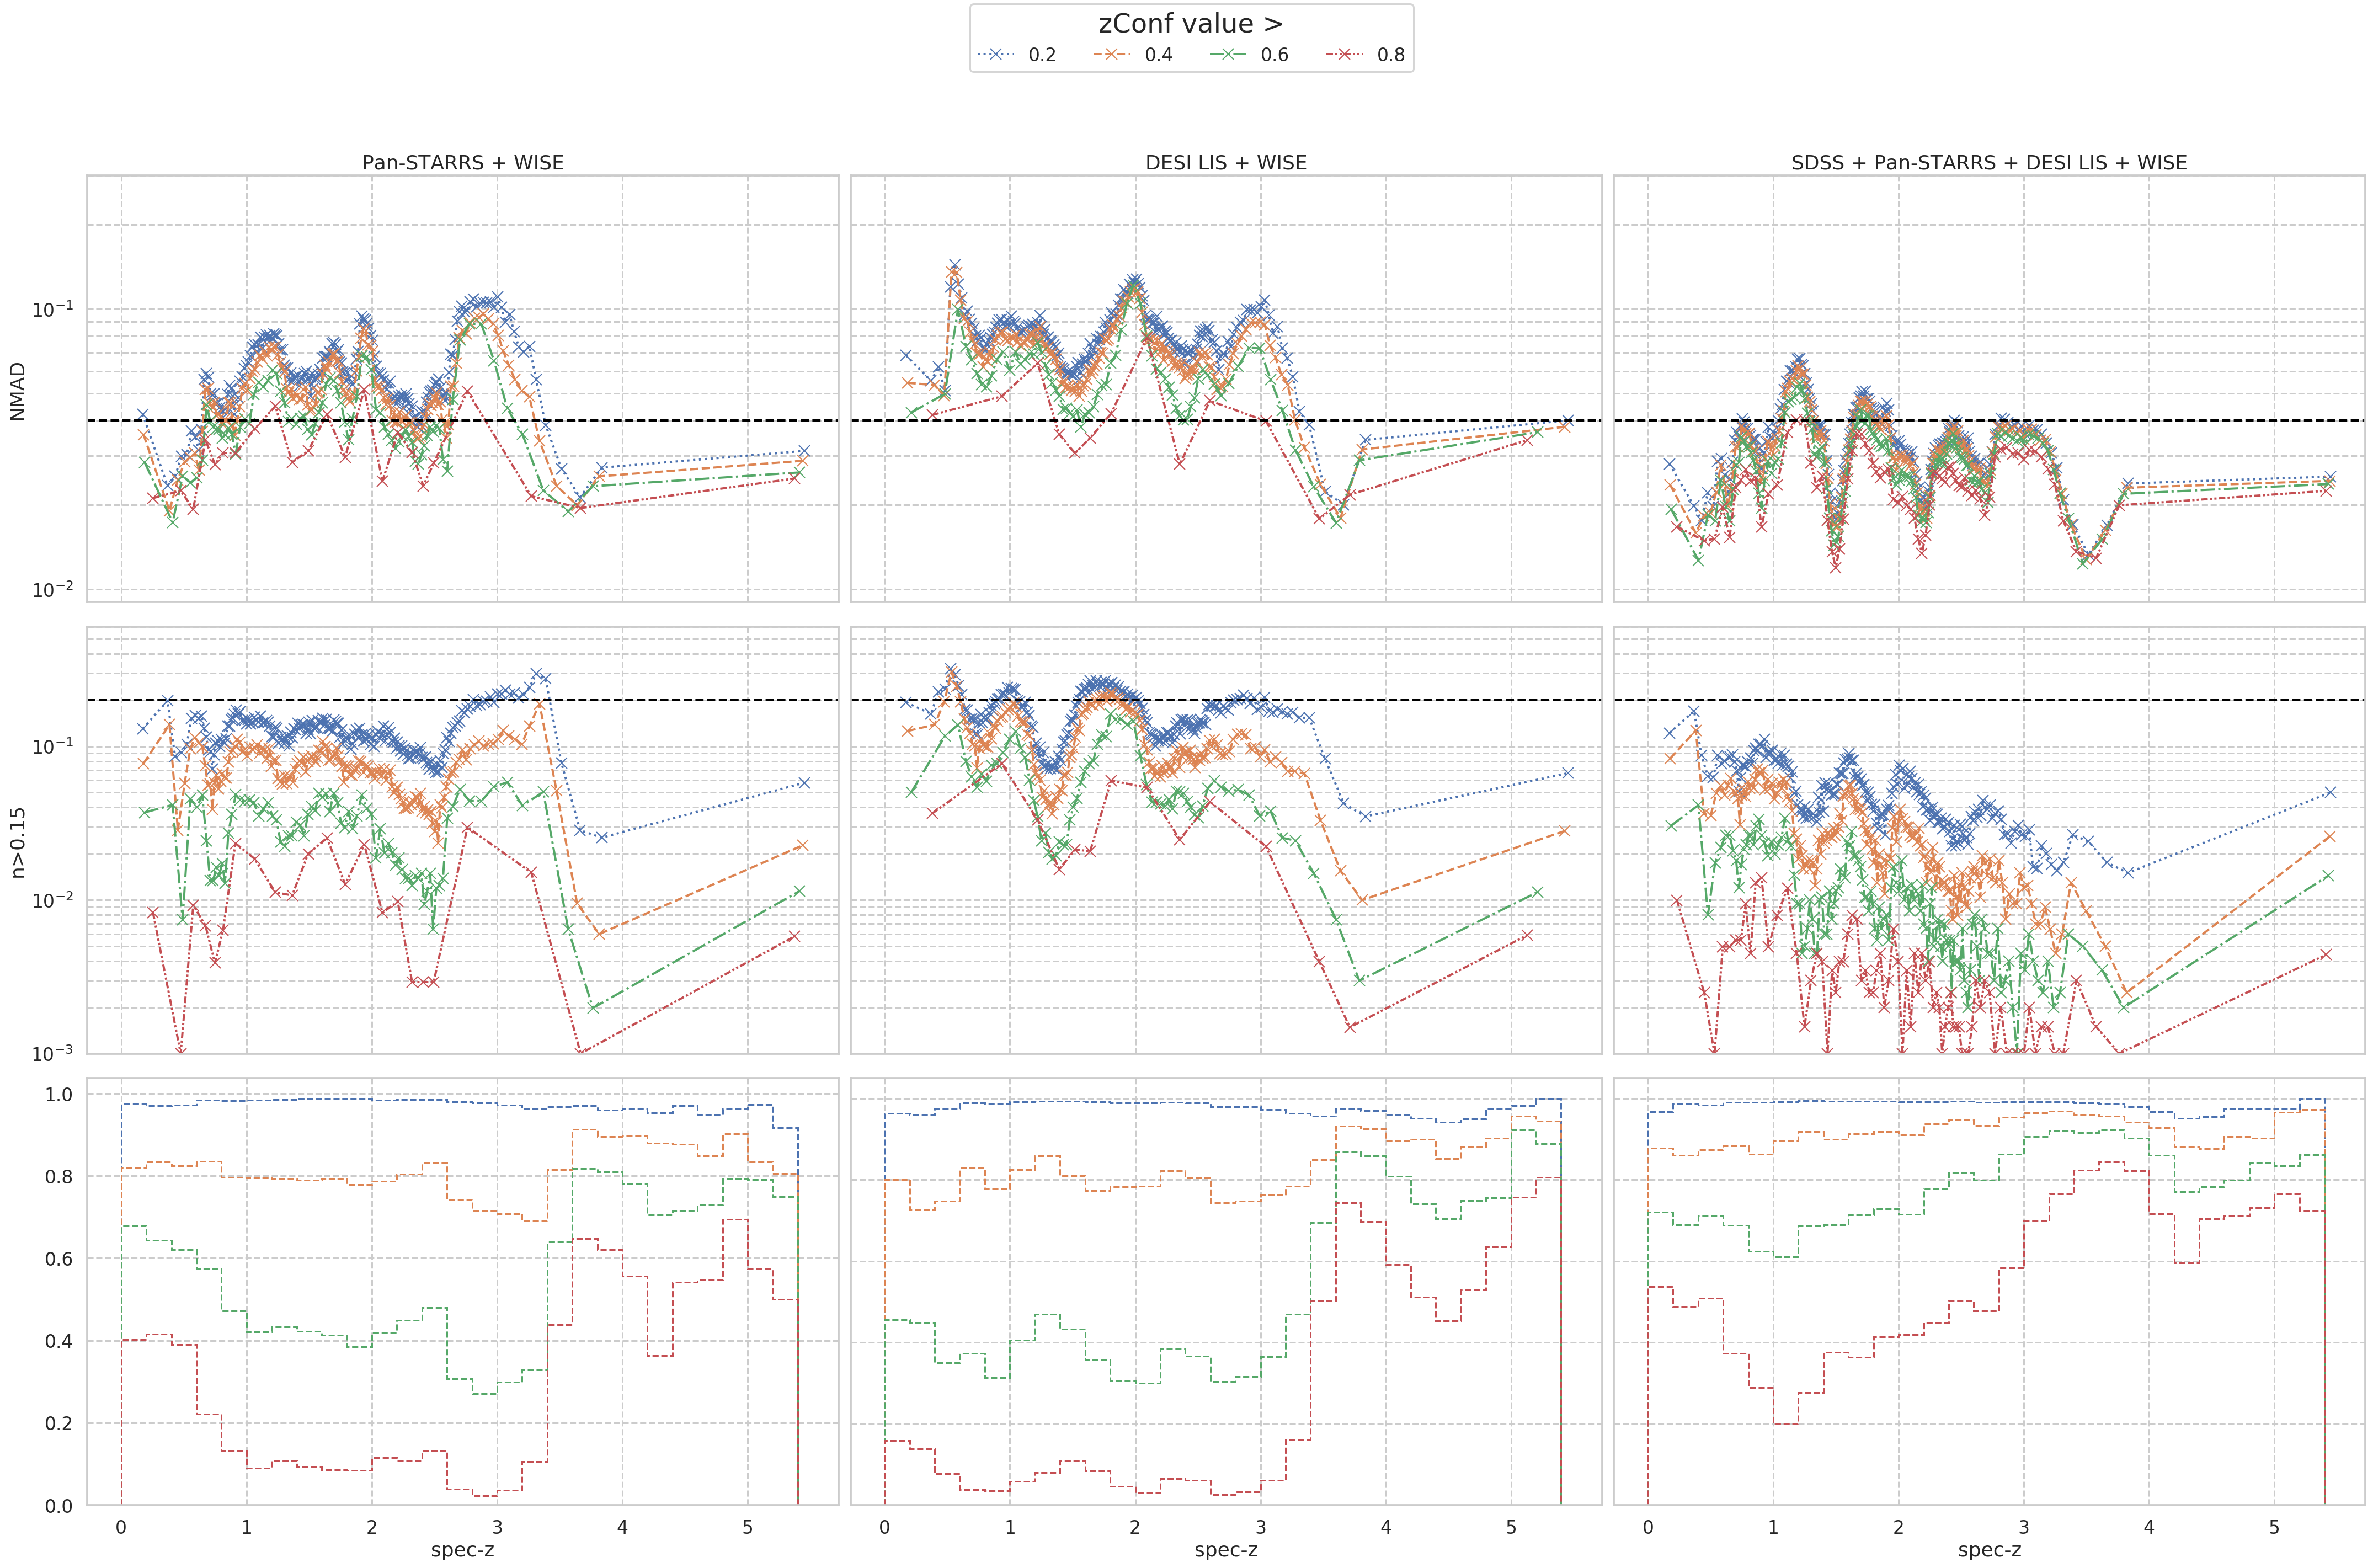 zConf value >
0.2 0.4 0.6 0.8
Pan-STARRS + WISE
DESI LIS + WISE
SDSS + Pan-STARRS + DESI LIS + WISE
NMAD
10⁻¹
10⁻²
n>0.15
10⁻¹
10⁻²
10⁻³
1.0
0.8
0.6
0.4
0.2
0.0
0 1 2 3 4 5
0 1 2 3 4 5
0 1 2 3 4 5
spec-z
spec-z
spec-z